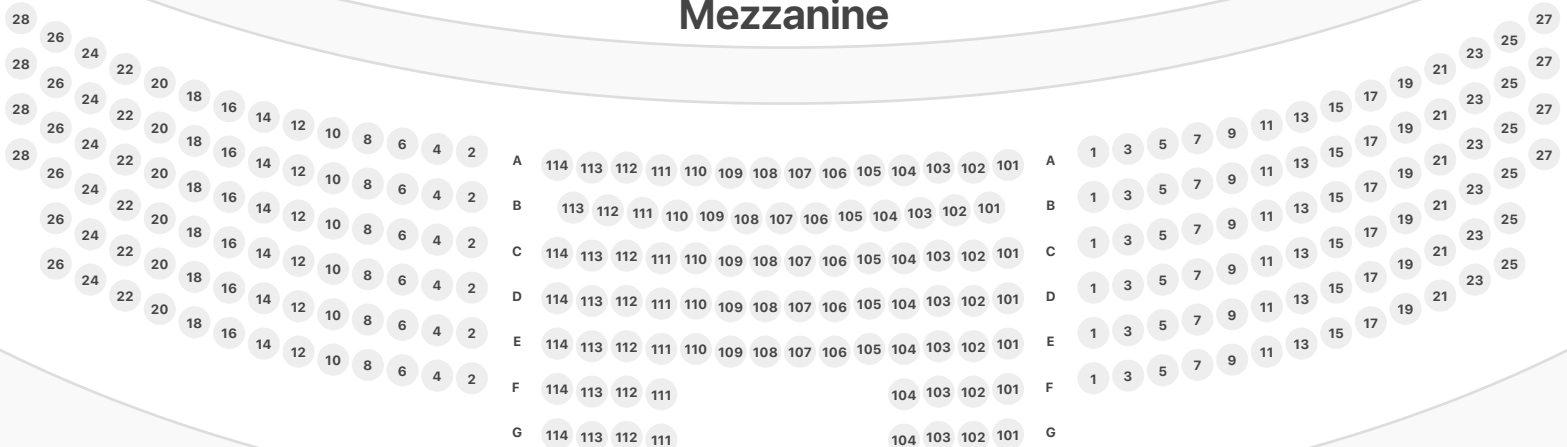 Mezzanine
28 26 24 22 20 18 16 14 12 10 8 6 4 2 A 114 113 112 111 110 109 108 107 106 105 104 103 102 101 A 1 3 5 7 9 11 13 15 17 19 21 23 25 27
28 26 24 22 20 18 16 14 12 10 8 6 4 2 B 113 112 111 110 109 108 107 106 105 104 103 102 101 B 1 3 5 7 9 11 13 15 17 19 21 23 25 27
28 26 24 22 20 18 16 14 12 10 8 6 4 2 C 114 113 112 111 110 109 108 107 106 105 104 103 102 101 C 1 3 5 7 9 11 13 15 17 19 21 23 25 27
28 26 24 22 20 18 16 14 12 10 8 6 4 2 D 114 113 112 111 110 109 108 107 106 105 104 103 102 101 D 1 3 5 7 9 11 13 15 17 19 21 23 25 27
26 24 22 20 18 16 14 12 10 8 6 4 2 E 114 113 112 111 110 109 108 107 106 105 104 103 102 101 E 1 3 5 7 9 11 13 15 17 19 21 23 25
26 24 22 20 18 16 14 12 10 8 6 4 2 F 114 113 112 111 104 103 102 101 F 1 3 5 7 9 11 13 15 17 19 21 23 25
G 114 113 112 111 104 103 102 101 G